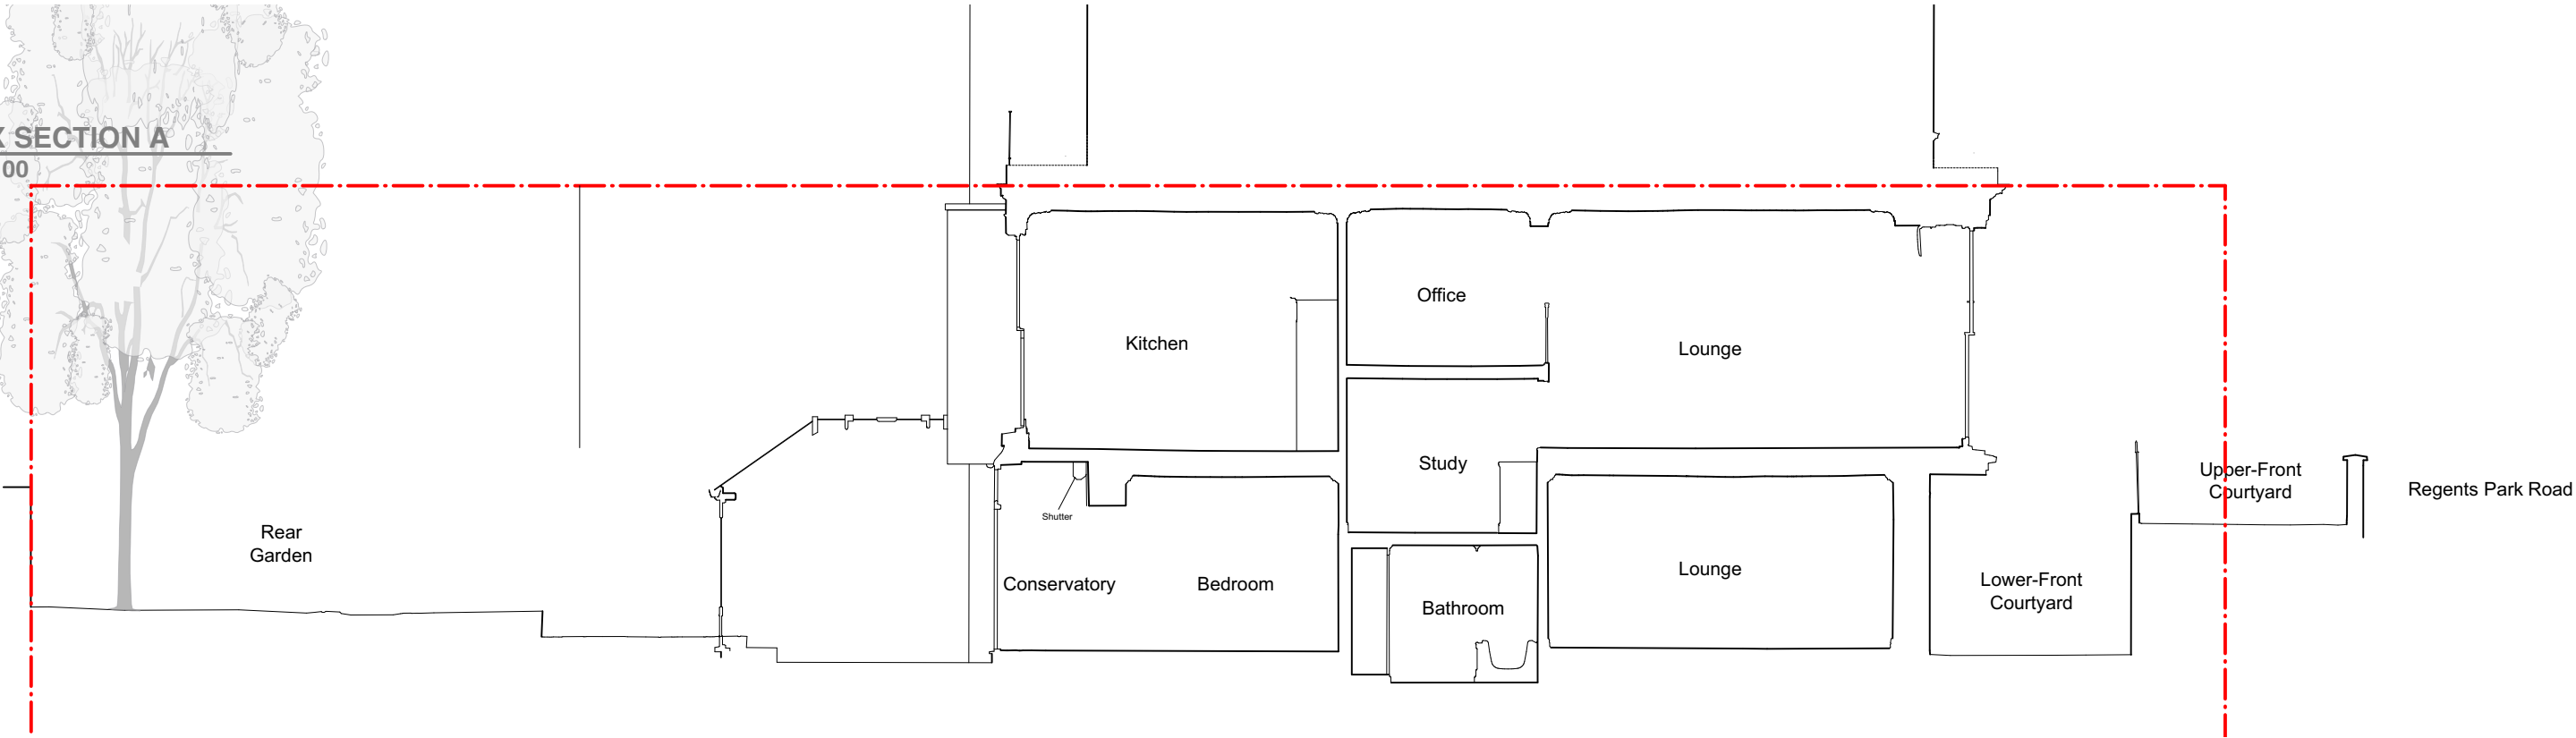 X SECTION A
00
Kitchen
Office
Lounge
Study
Shutter
Rear
Garden
Conservatory
Bedroom
Bathroom
Lounge
Lower-Front
Courtyard
Upper-Front
Courtyard
Regents Park Road